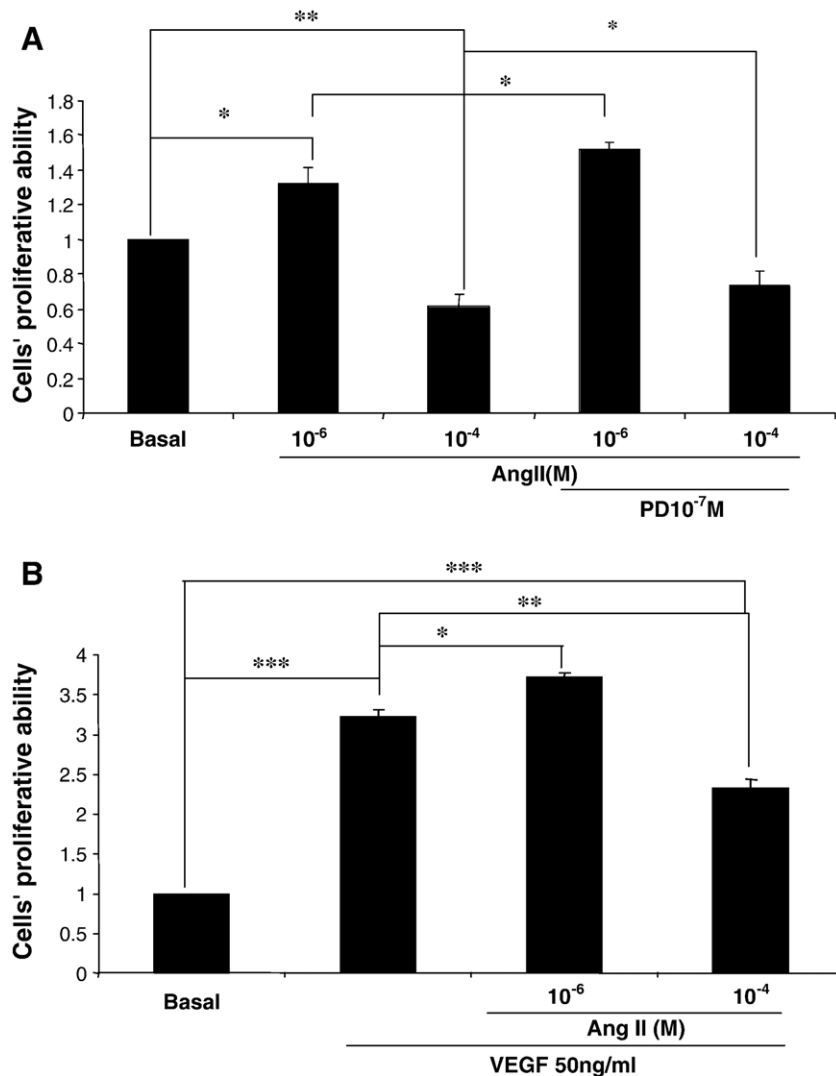 A
**
*
*
*
Cells' proliferative ability
1.8
1.6
1.4
1.2
1
0.8
0.6
0.4
0.2
0
Basal 10⁻⁶ 10⁻⁴ 10⁻⁶ 10⁻⁴
AngII(M)
PD10⁻⁷M
B
***
**
*
***
Cells' proliferative ability
4
3.5
3
2.5
2
1.5
1
0.5
0
Basal 10⁻⁶ 10⁻⁴
Ang II (M)
VEGF 50ng/ml